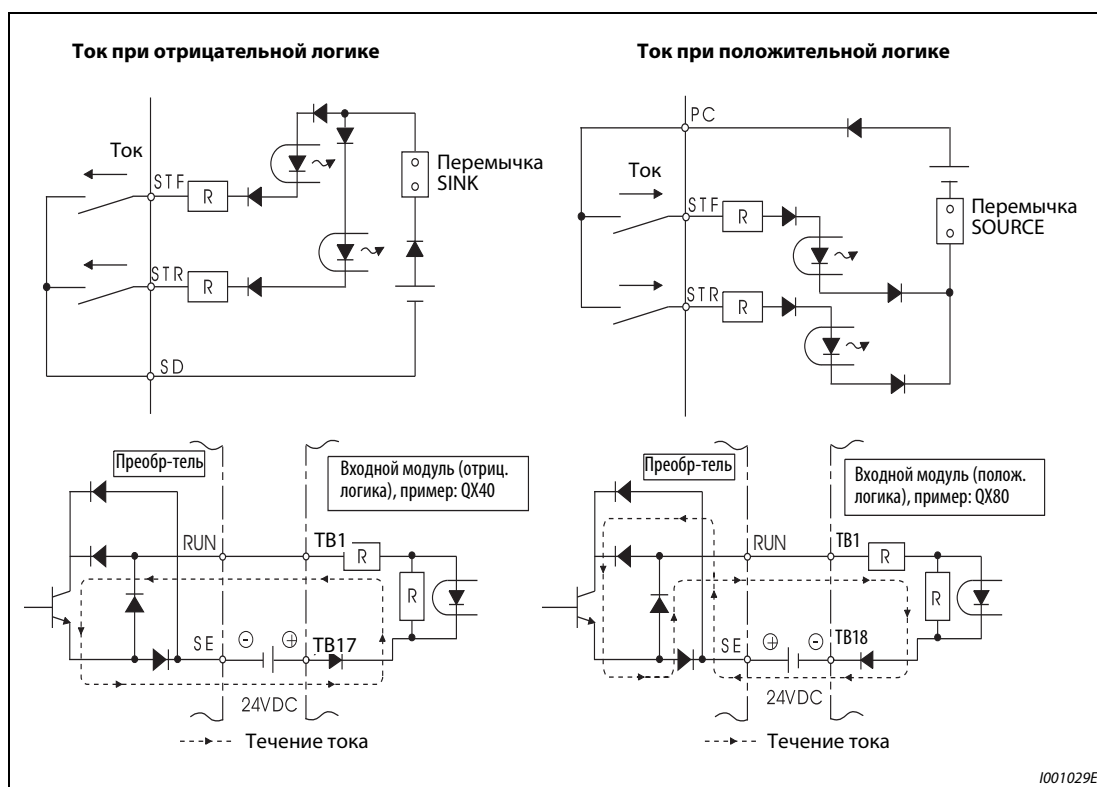 Ток при отрицательной логике
Ток
STF
R
STR
R
SD
Перемычка
SINK
Ток при положительной логике
PC
Ток
STF
R
STR
R
Перемычка
SOURCE
Преобр-тель
Входной модуль (отриц.
логика), пример: QX40
RUN
TB1
R
R
SE
TB17
24VDC
Течение тока
Преобр-тель
Входной модуль (полож.
логика), пример: QX80
RUN
TB1
R
R
SE
TB18
24VDC
Течение тока
I001029E